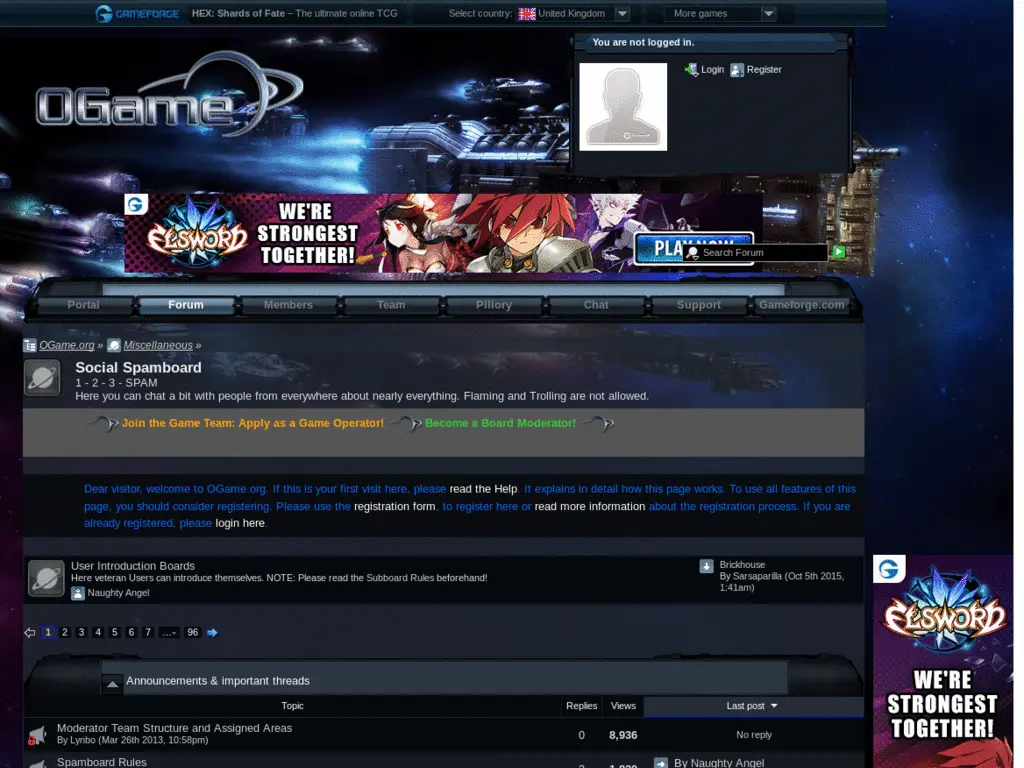 GAMEFORGE HEX: Shards of Fate – The ultimate online TCG Select country: United Kingdom More games
You are not logged in.
Login Register
OGame
ELSWORD
WE'RE STRONGEST TOGETHER!
PLAY NOW
Search Forum
Portal Forum Members Team Pillory Chat Support Gameforge.com
OGame.org » Miscellaneous »
Social Spamboard
1 - 2 - 3 - SPAM
Here you can chat a bit with people from everywhere about nearly everything. Flaming and Trolling are not allowed.
Join the Game Team: Apply as a Game Operator! Become a Board Moderator!
Dear visitor, welcome to OGame.org. If this is your first visit here, please read the Help. It explains in detail how this page works. To use all features of this
page, you should consider registering. Please use the registration form, to register here or read more information about the registration process. If you are
already registered, please login here.
User Introduction Boards
Here veteran Users can introduce themselves. NOTE: Please read the Subboard Rules beforehand!
Naughty Angel
Brickhouse
By Sarsaparilla (Oct 5th 2015,
1:41am)
1 2 3 4 5 6 7 … 96
Announcements & important threads
Topic Replies Views Last post
Moderator Team Structure and Assigned Areas
By Lynbo (Mar 26th 2013, 10:58pm)
0 8,936 No reply
Spamboard Rules
By Naughty Angel
ELSWORD
WE'RE
STRONGEST
TOGETHER!